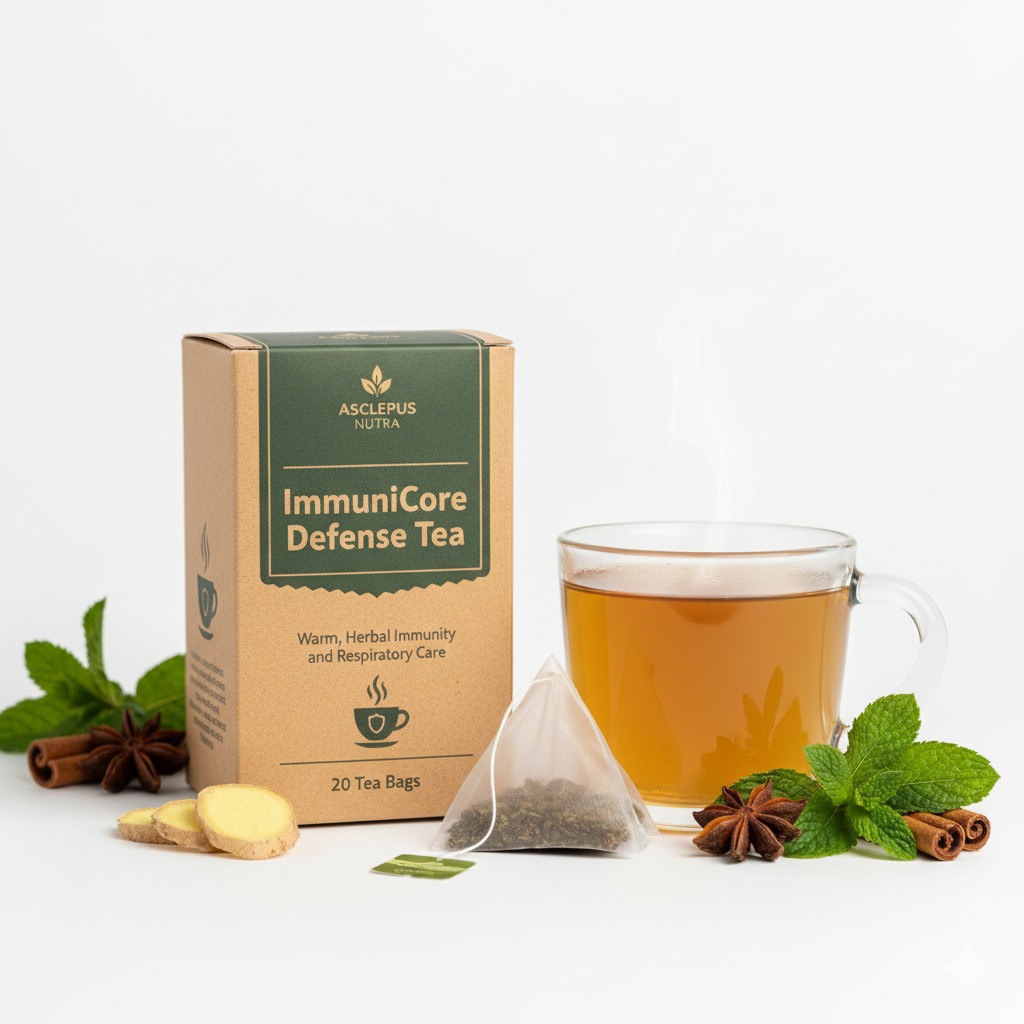 ASCLEPUS
NUTRA
ImmuniCore
Defense Tea
Warm, Herbal Immunity
and Respiratory Care
20 Tea Bags